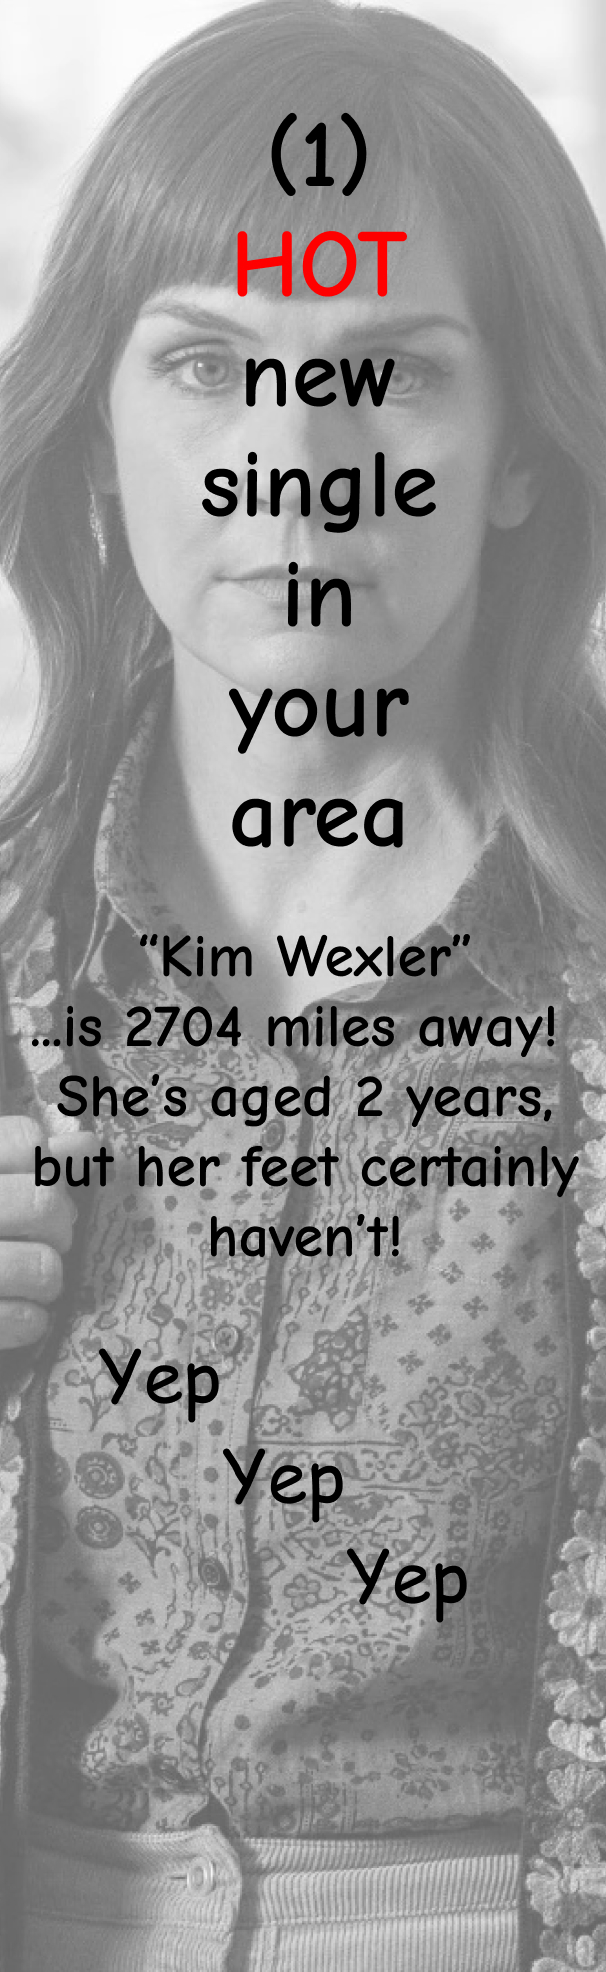 (1)
HOT
new
single
in
your
area
“Kim Wexler”
...is 2704 miles away!
She’s aged 2 years,
but her feet certainly
haven’t!
Yep
Yep
Yep